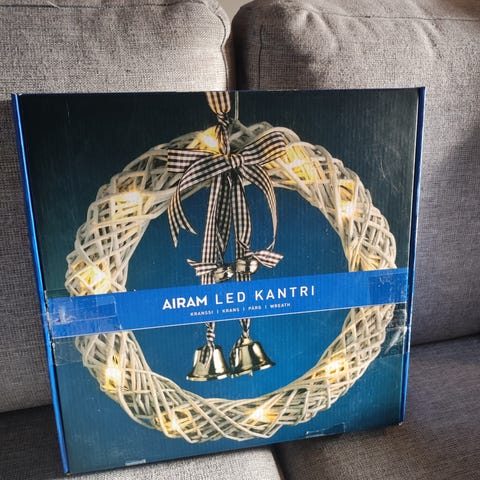 AIRAM LED KANTRI
KRANSSI | KRANS | PÄRG | WREATH